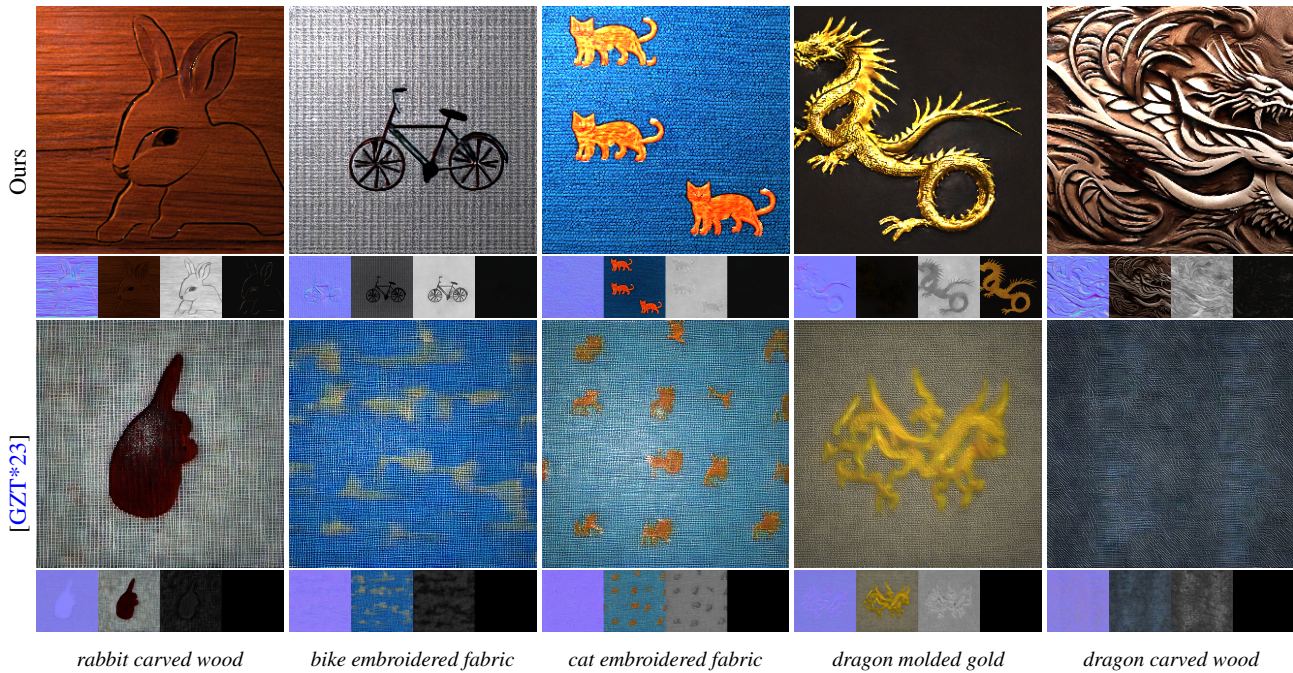 Ours
[GZT*23]
rabbit carved wood
bike embroidered fabric
cat embroidered fabric
dragon molded gold
dragon carved wood